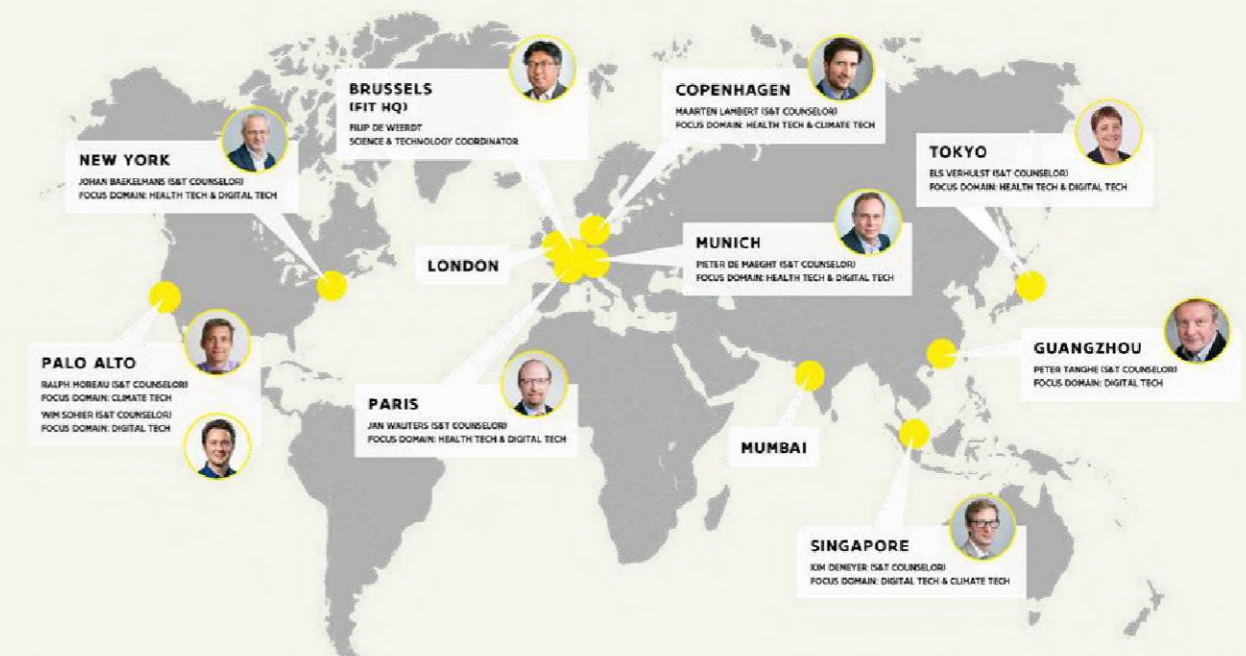 BRUSSELS
(FIT HQ)
FILIP DE WEERDT
SCIENCE & TECHNOLOGY COORDINATOR
COPENHAGEN
MAARTEN LAMBERT (S&T COUNSELOR)
FOCUS DOMAIN: HEALTH TECH & CLIMATE TECH
NEW YORK
JOHAN BAEKELMANS (S&T COUNSELOR)
FOCUS DOMAIN: HEALTH TECH & DIGITAL TECH
TOKYO
ELS VERHULST (S&T COUNSELOR)
FOCUS DOMAIN: HEALTH TECH & DIGITAL TECH
LONDON
MUNICH
PIETER DE MAEGHT (S&T COUNSELOR)
FOCUS DOMAIN: HEALTH TECH & DIGITAL TECH
PALO ALTO
RALPH MOREAU (S&T COUNSELOR)
FOCUS DOMAIN: CLIMATE TECH
WIM SOHIER (S&T COUNSELOR)
FOCUS DOMAIN: DIGITAL TECH
PARIS
JAN WAUTERS (S&T COUNSELOR)
FOCUS DOMAIN: HEALTH TECH & DIGITAL TECH
MUMBAI
GUANGZHOU
PETER TANGHE (S&T COUNSELOR)
FOCUS DOMAIN: DIGITAL TECH
SINGAPORE
KIM DEMEYER (S&T COUNSELOR)
FOCUS DOMAIN: DIGITAL TECH & CLIMATE TECH